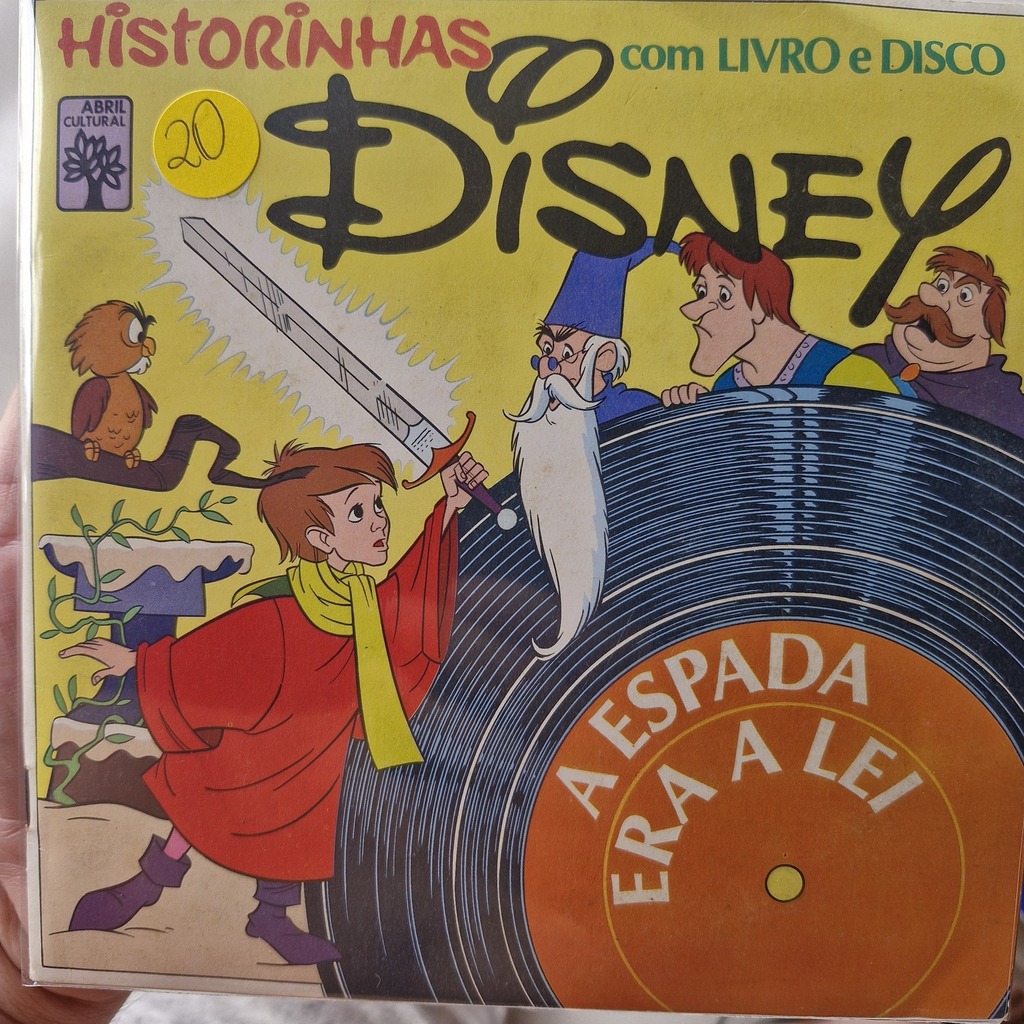 HISTORINHAS
com LIVRO e DISCO
DISNEY
ABRIL
CULTURAL
20
A ESPADA
ERA A LEI